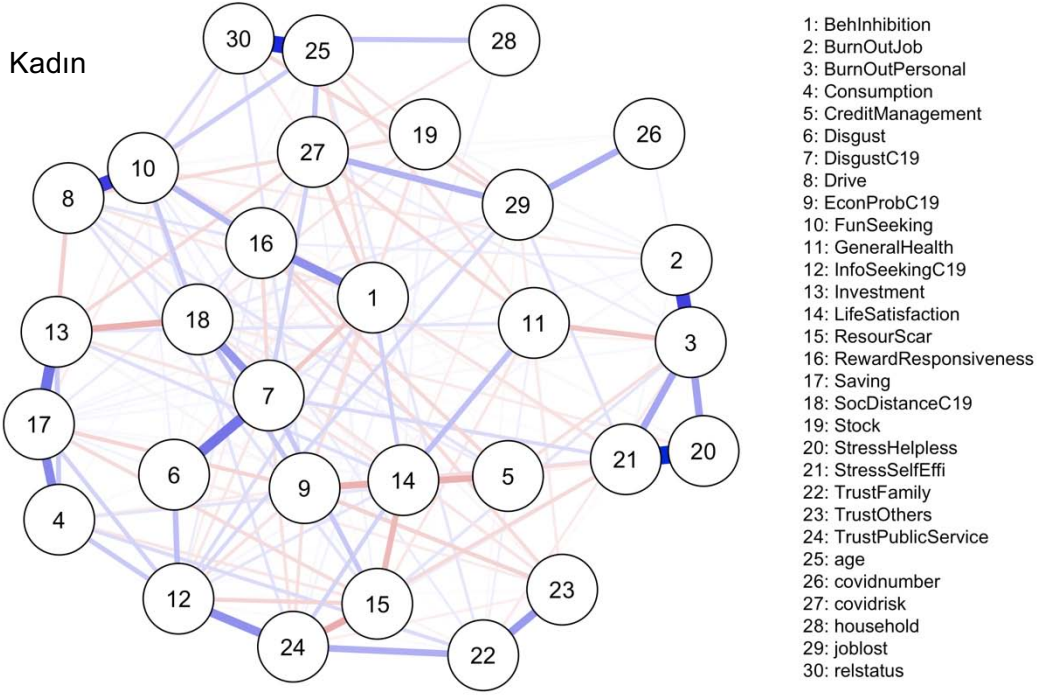 Kadın
30
25
28
19
26
27
10
8
29
16
2
1
18
11
13
3
7
17
20
21
6
14
5
9
4
23
12
15
24
22
1: BehInhibition
2: BurnOutJob
3: BurnOutPersonal
4: Consumption
5: CreditManagement
6: Disgust
7: DisgustC19
8: Drive
9: EconProbC19
10: FunSeeking
11: GeneralHealth
12: InfoSeekingC19
13: Investment
14: LifeSatisfaction
15: ResourScar
16: RewardResponsiveness
17: Saving
18: SocDistanceC19
19: Stock
20: StressHelpless
21: StressSelfEffi
22: TrustFamily
23: TrustOthers
24: TrustPublicService
25: age
26: covidnumber
27: covidrisk
28: household
29: joblost
30: relstatus